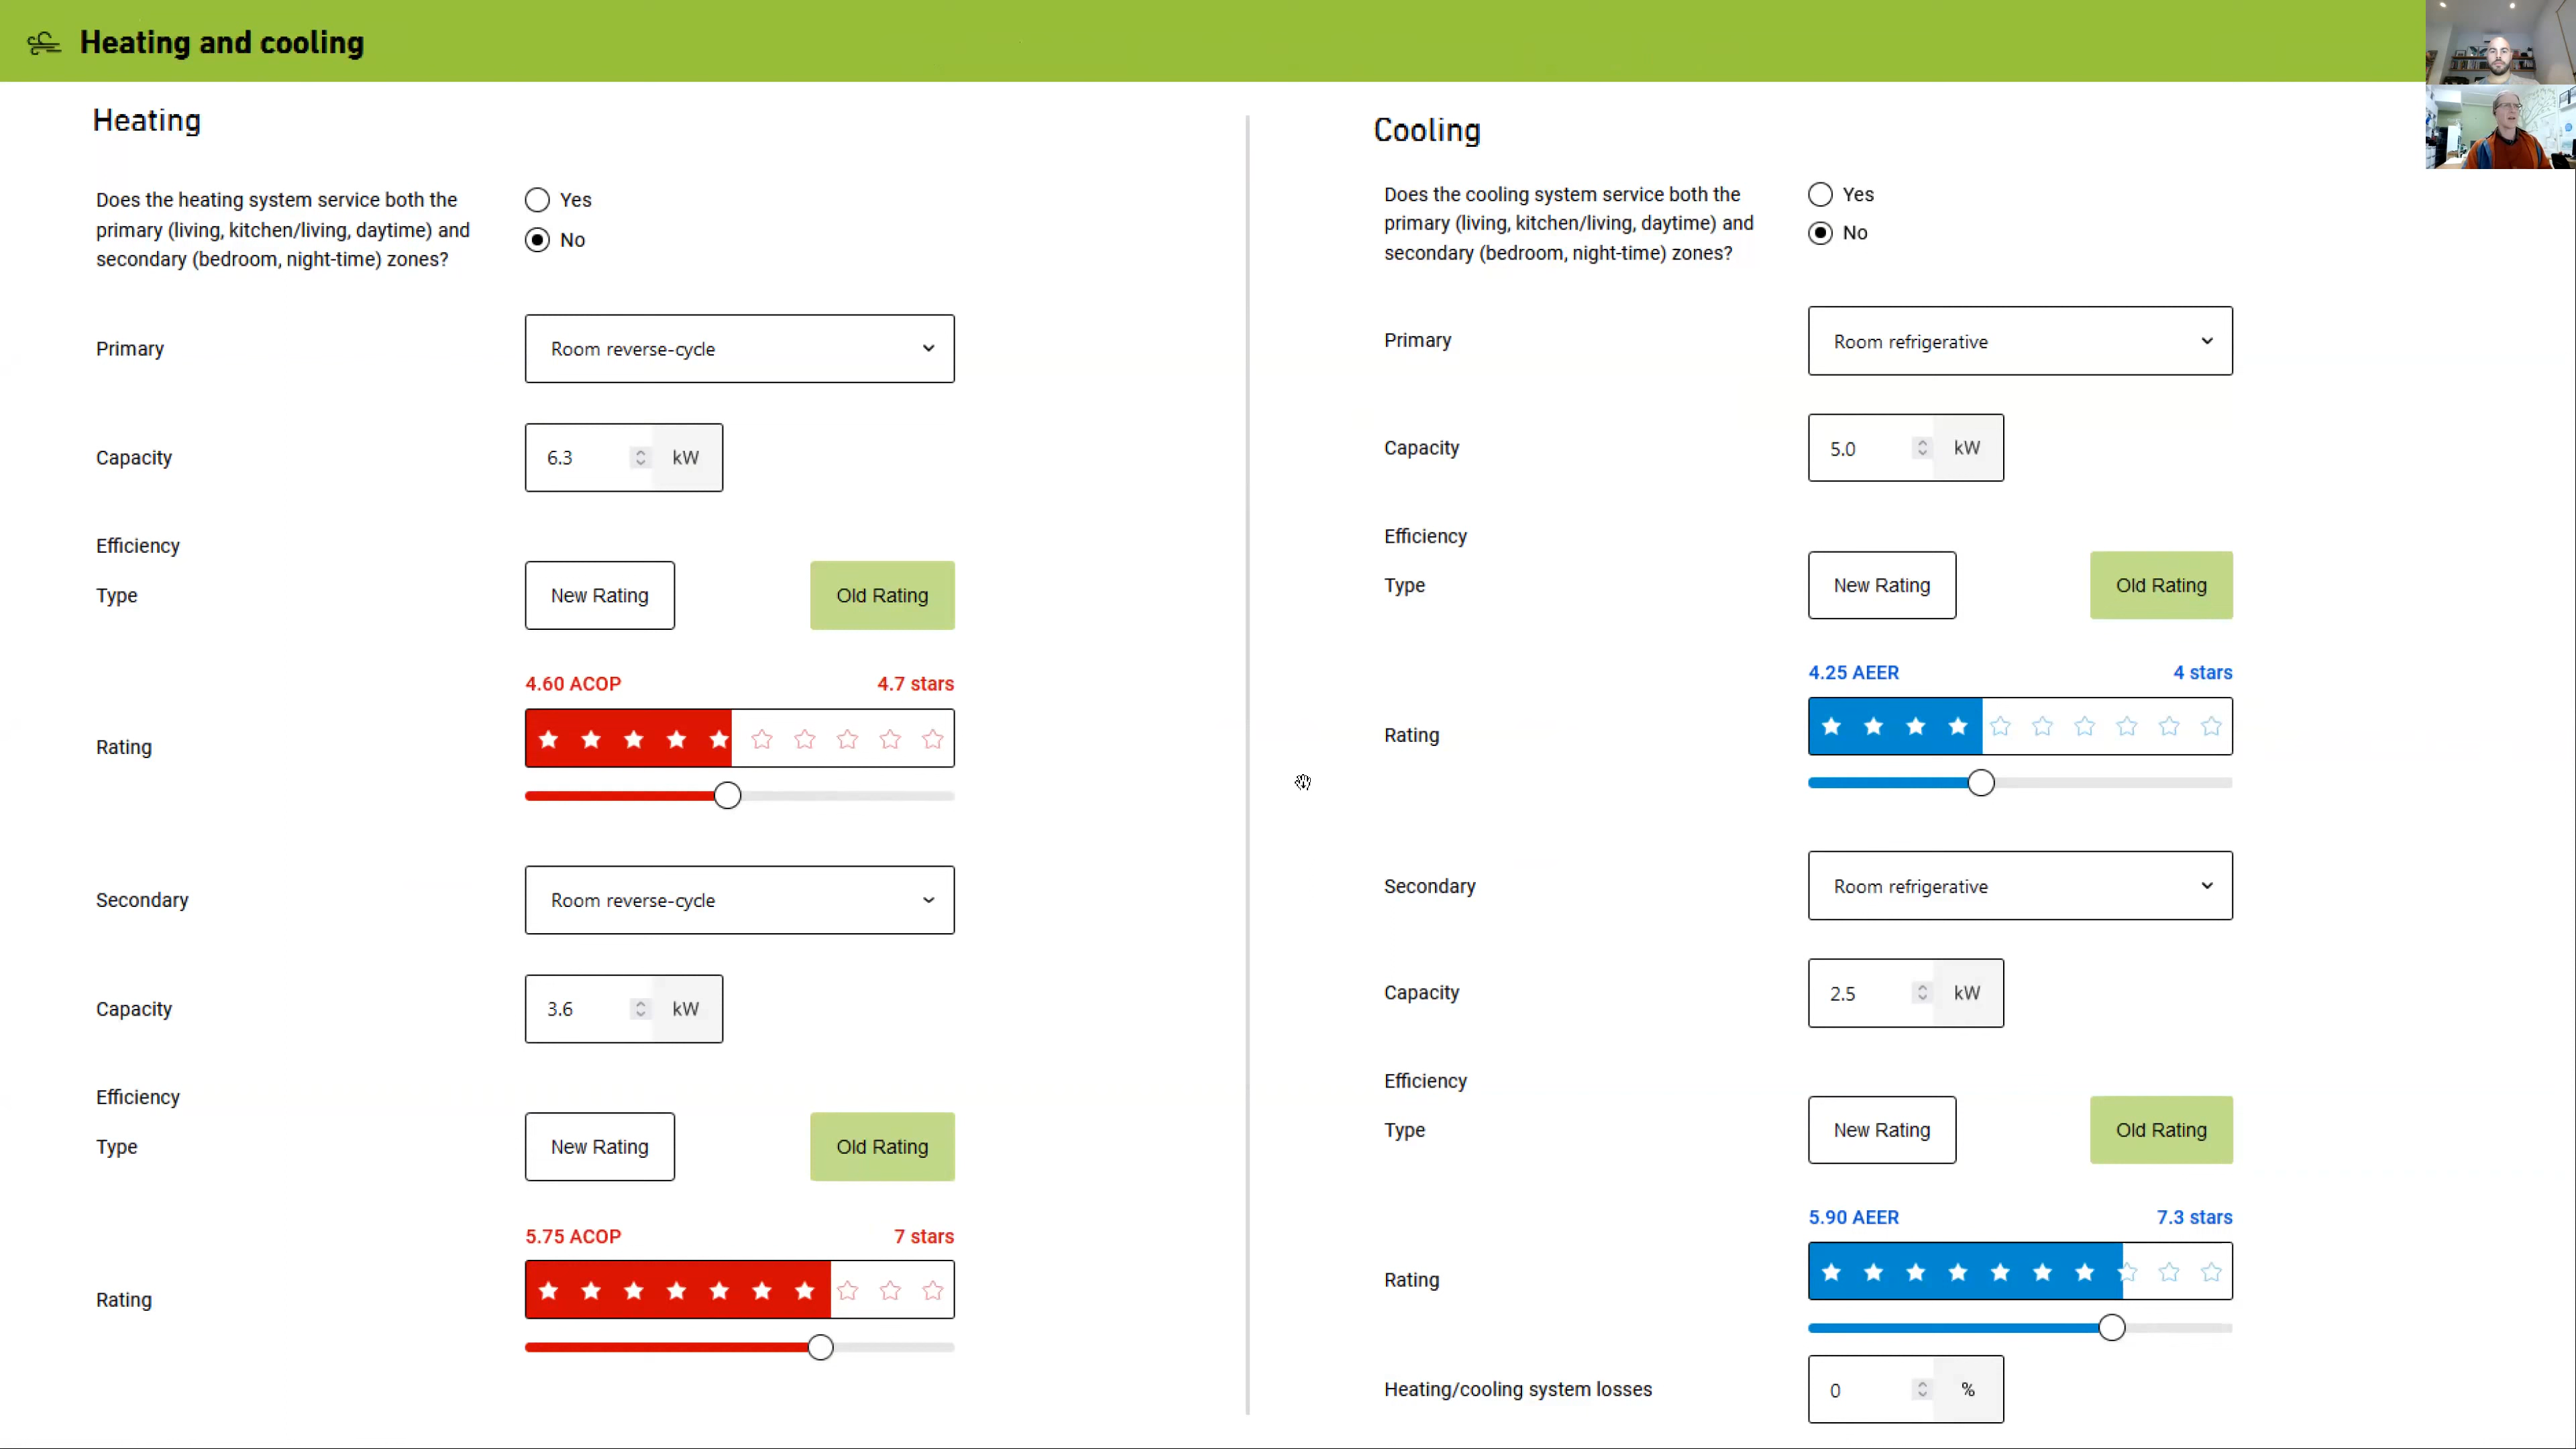 Heating and cooling
Heating
Does the heating system service both the
primary (living, kitchen/living, daytime) and
secondary (bedroom, night-time) zones?
Yes
No
Primary
Room reverse-cycle
Capacity
6.3 kW
Efficiency
Type
New Rating
Old Rating
4.60 ACOP
4.7 stars
Rating
Secondary
Room reverse-cycle
Capacity
3.6 kW
Efficiency
Type
New Rating
Old Rating
5.75 ACOP
7 stars
Rating
Cooling
Does the cooling system service both the
primary (living, kitchen/living, daytime) and
secondary (bedroom, night-time) zones?
Yes
No
Primary
Room refrigerative
Capacity
5.0 kW
Efficiency
Type
New Rating
Old Rating
4.25 AEER
4 stars
Rating
Secondary
Room refrigerative
Capacity
2.5 kW
Efficiency
Type
New Rating
Old Rating
5.90 AEER
7.3 stars
Rating
Heating/cooling system losses
0 %